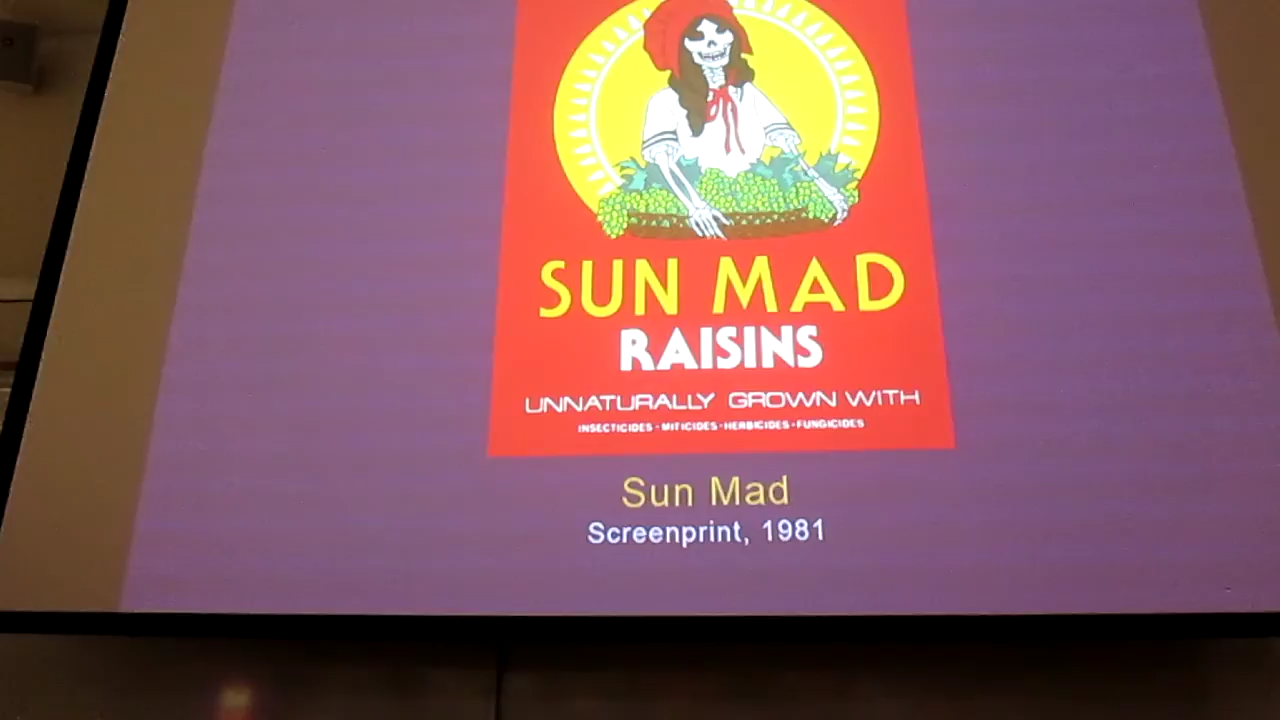 SUN MAD
RAISINS
UNNATURALLY GROWN WITH
INSECTICIDES - MITICIDES - HERBICIDES - FUNGICIDES
Sun Mad
Screenprint, 1981